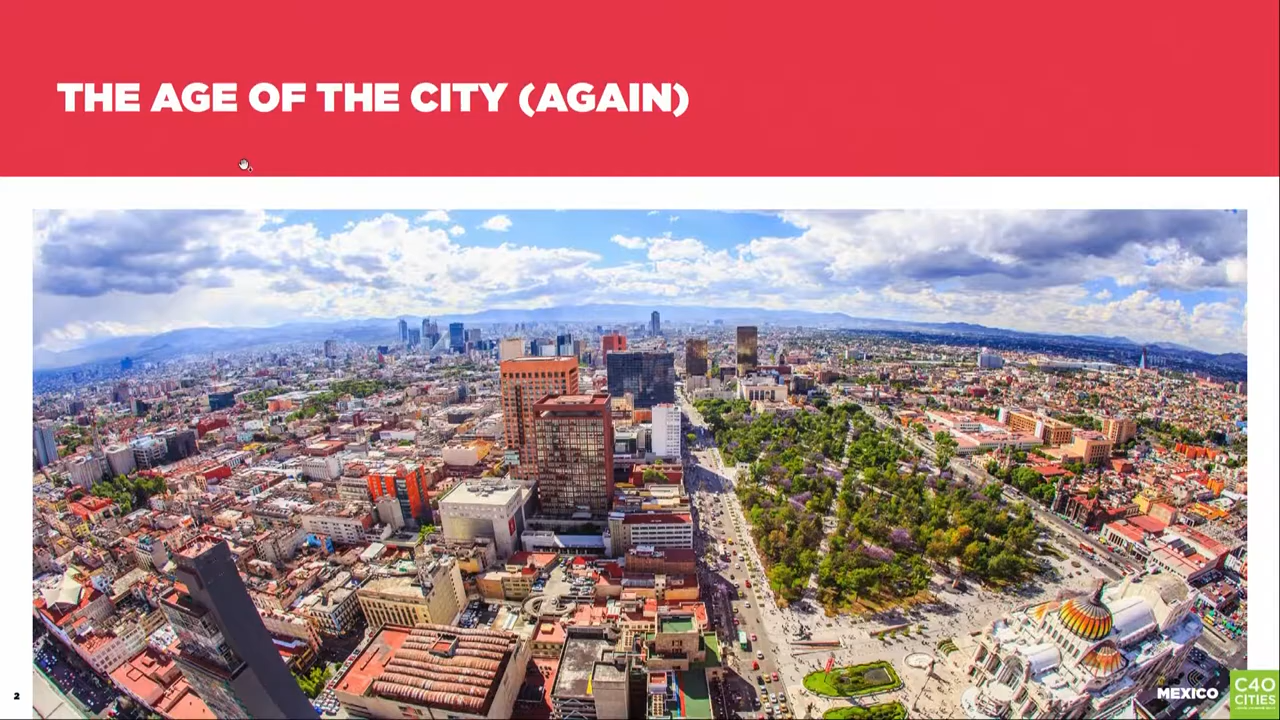 THE AGE OF THE CITY (AGAIN)
2
MEXICO
C40
CITIES